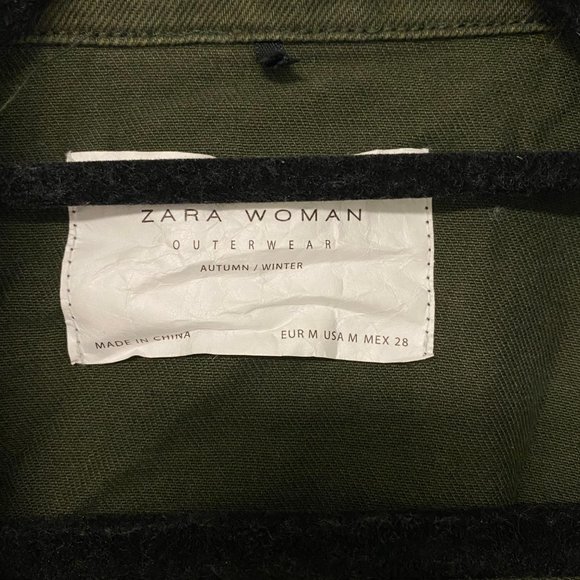 ZARA WOMAN
OUTERWEAR
AUTUMN / WINTER
MADE IN CHINA
EUR M USA M MEX 28